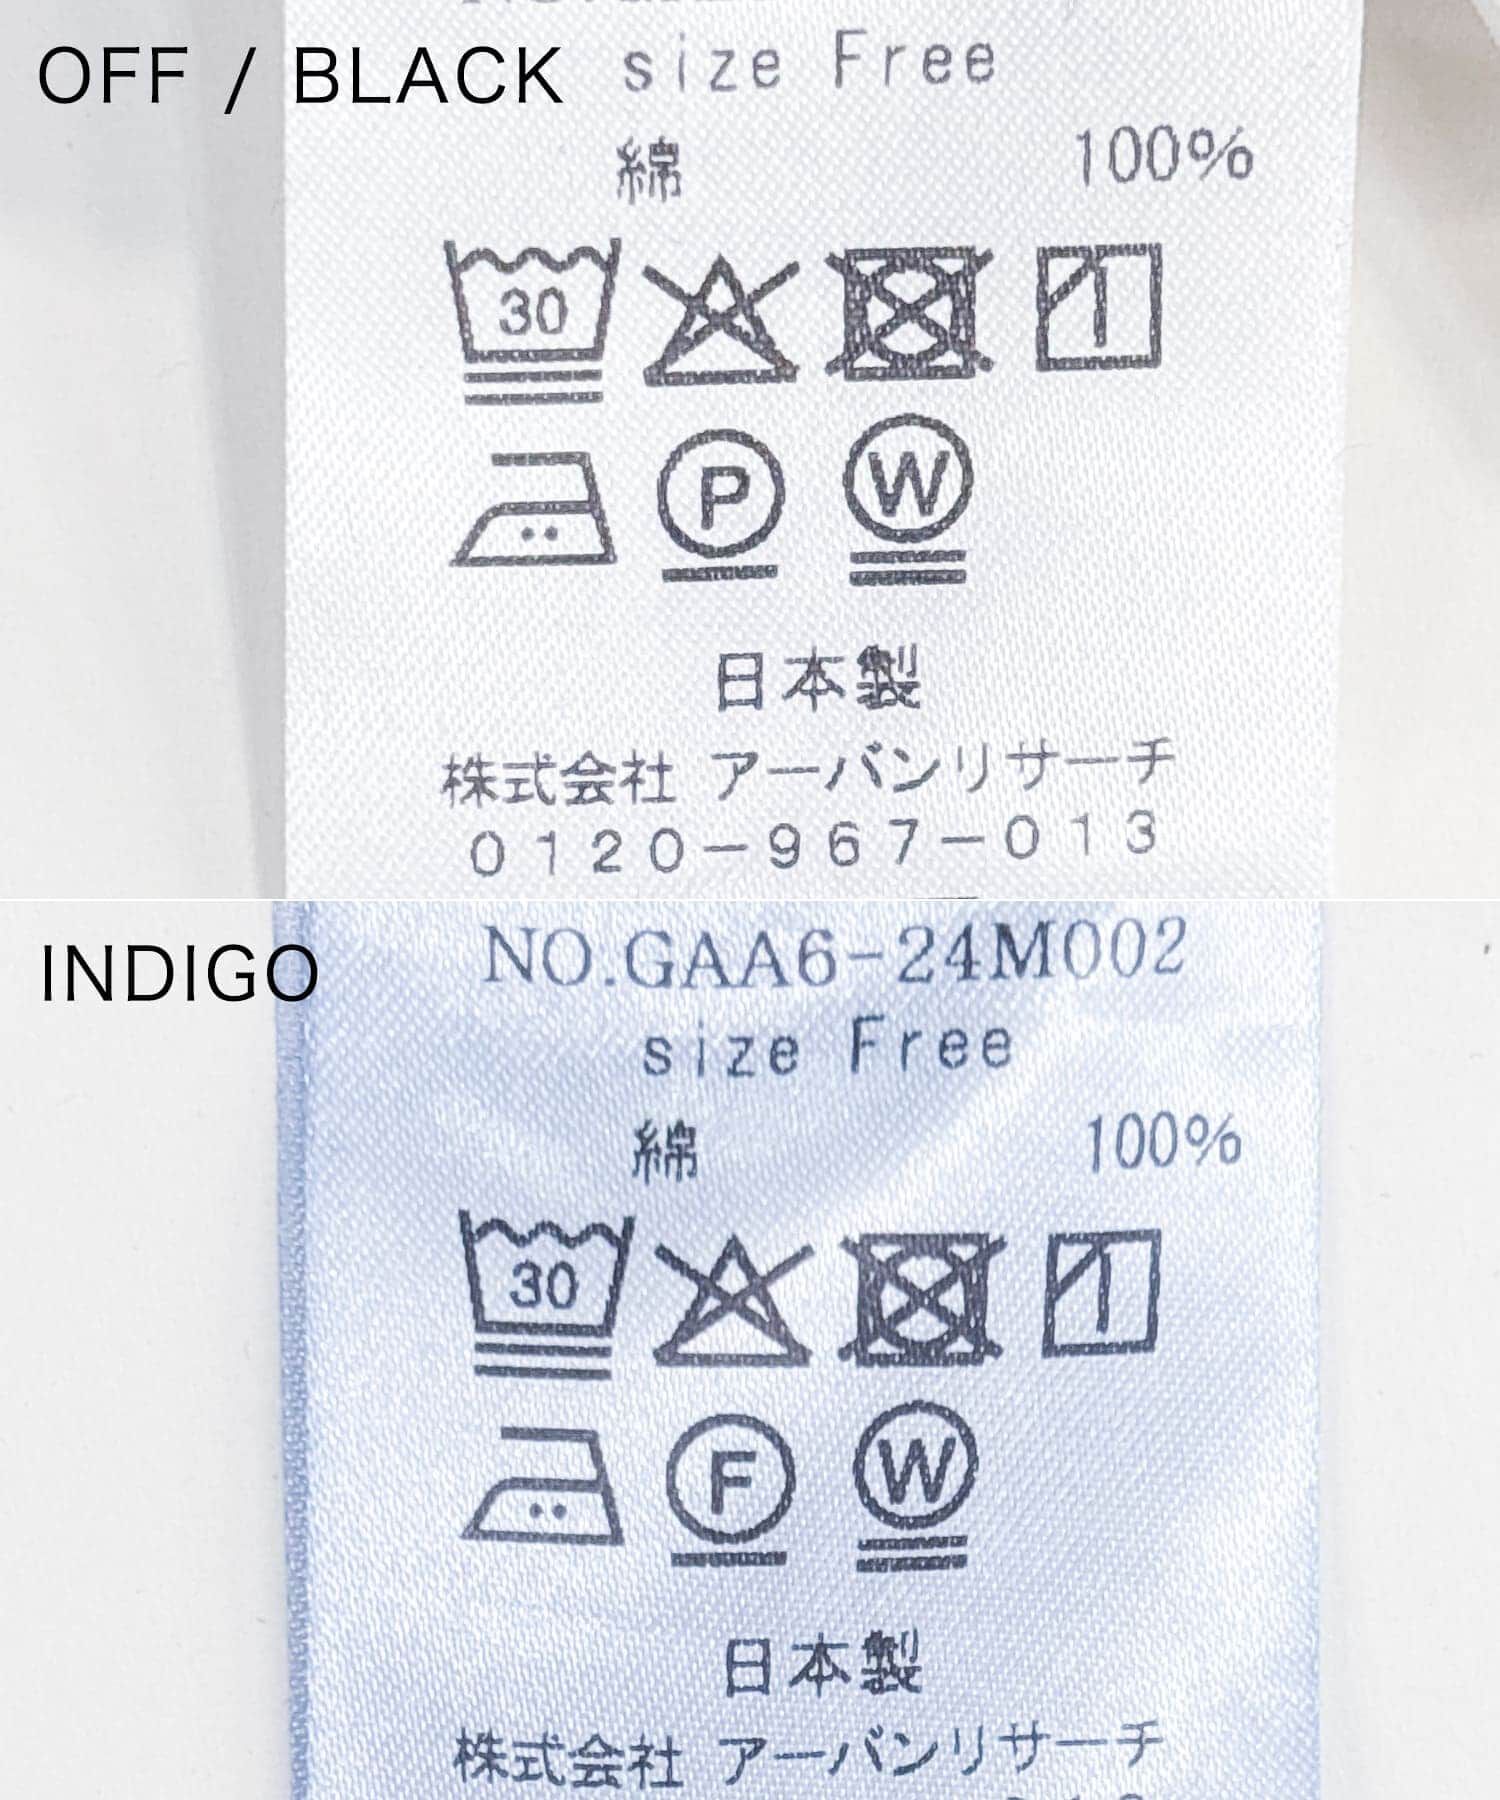 OFF / BLACK
size Free
綿 100%
30
P W
日本製
株式会社 アーバンリサーチ
0120-967-013
INDIGO
NO.GAA6-24M002
size Free
綿 100%
30
F W
日本製
株式会社 アーバンリサーチ